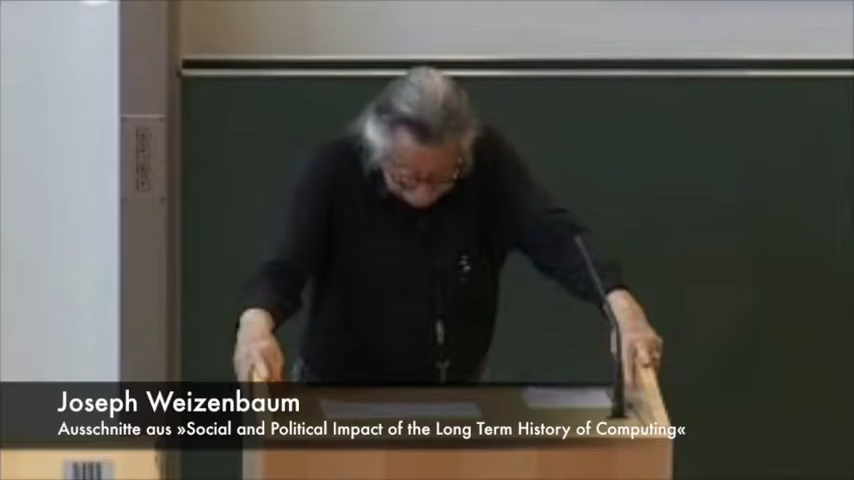 Joseph Weizenbaum
Ausschnitte aus »Social and Political Impact of the Long Term History of Computing«